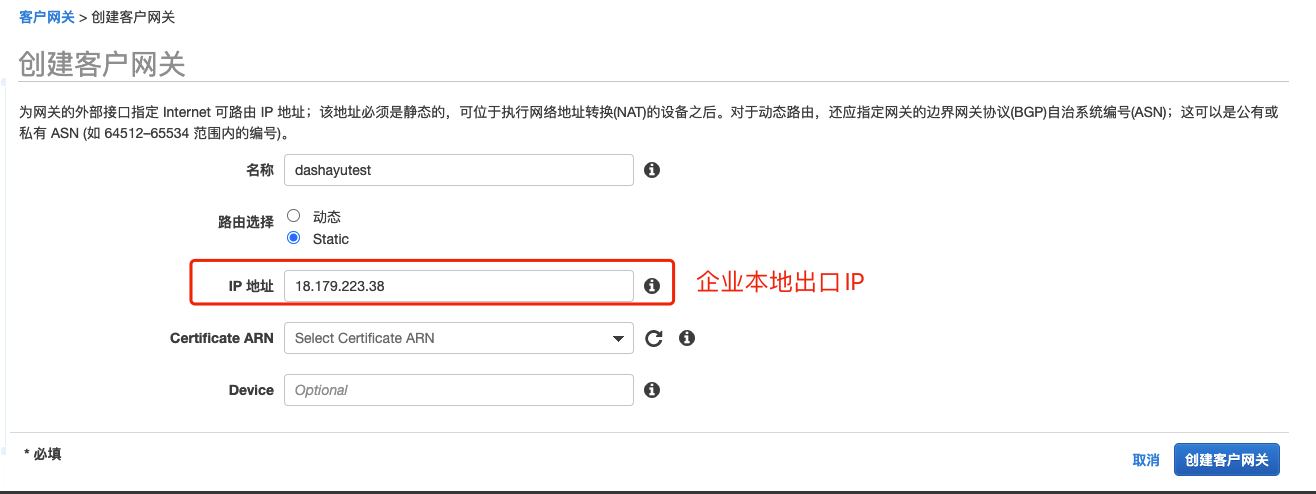 客户网关 > 创建客户网关
创建客户网关
为网关的外部接口指定 Internet 可路由 IP 地址；该地址必须是静态的，可位于执行网络地址转换(NAT)的设备之后。对于动态路由，还应指定网关的边界网关协议(BGP)自治系统编号(ASN)；这可以是公有或
私有 ASN (如 64512–65534 范围内的编号)。
名称 dashayutest
路由选择 动态
Static
IP 地址 18.179.223.38 企业本地出口IP
Certificate ARN Select Certificate ARN
Device Optional
* 必填
取消 创建客户网关